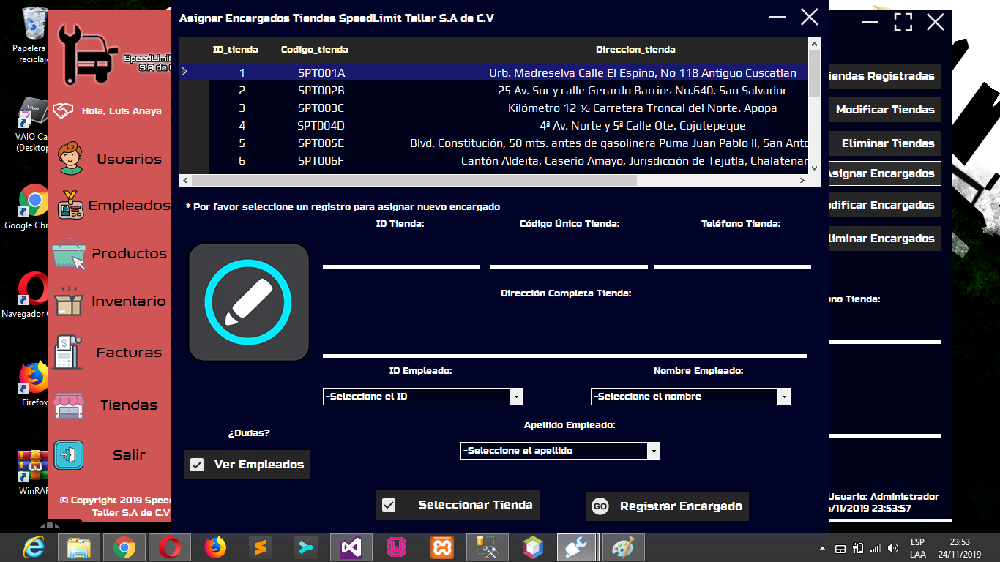 Papelera
reciclaje
VAIO Ca
(Desktop
Google Chr
Navegador
Firefox
WinRAR
SpeedLimit
S.A de C
Hola, Luis Anaya
Usuarios
Empleados
Productos
Inventario
Facturas
Tiendas
Salir
© Copyright 2019 Spee
Taller S.A de C.V
Asignar Encargados Tiendas SpeedLimit Taller S.A de C.V
ID_tienda Codigo_tienda Direccion_tienda
1 SPT001A Urb. Madreselva Calle El Espino, No 118 Antiguo Cuscatlan
2 SPT002B 25 Av. Sur y calle Gerardo Barrios No.640. San Salvador
3 SPT003C Kilómetro 12 ½ Carretera Troncal del Norte. Apopa
4 SPT004D 4ª Av. Norte y 5ª Calle Ote. Cojutepeque
5 SPT005E Blvd. Constitución, 50 mts. antes de gasolinera Puma Juan Pablo II, San Anto
6 SPT006F Cantón Aldeita, Caserío Amayo, Jurisdicción de Tejutla, Chalatenan
* Por favor seleccione un registro para asignar nuevo encargado
ID Tienda: Código Único Tienda: Teléfono Tienda:
Dirección Completa Tienda:
ID Empleado: Nombre Empleado:
-Seleccione el ID -Seleccione el nombre
Apellido Empleado:
-Seleccione el apellido
¿Dudas?
Ver Empleados
Seleccionar Tienda
GO Registrar Encargado
iendas Registradas
Modificar Tiendas
Eliminar Tiendas
Asignar Encargados
dificar Encargados
liminar Encargados
no Tienda:
Usuario: Administrador
/11/2019 23:53:57
ESP 23:53
LAA 24/11/2019